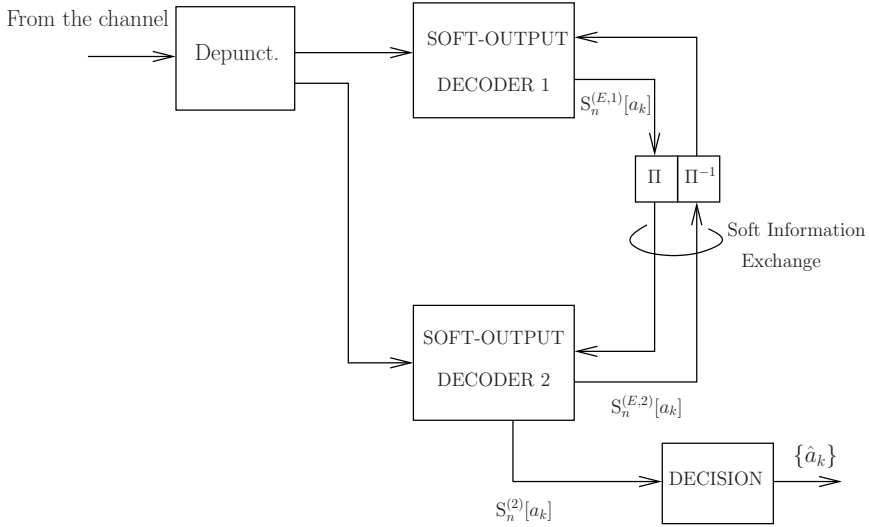 From the channel
Depunct.
SOFT-OUTPUT
DECODER 1
S_n^{(E,1)}[a_k]
Π
Π^{-1}
Soft Information
Exchange
SOFT-OUTPUT
DECODER 2
S_n^{(E,2)}[a_k]
S_n^{(2)}[a_k]
DECISION
{â_k}